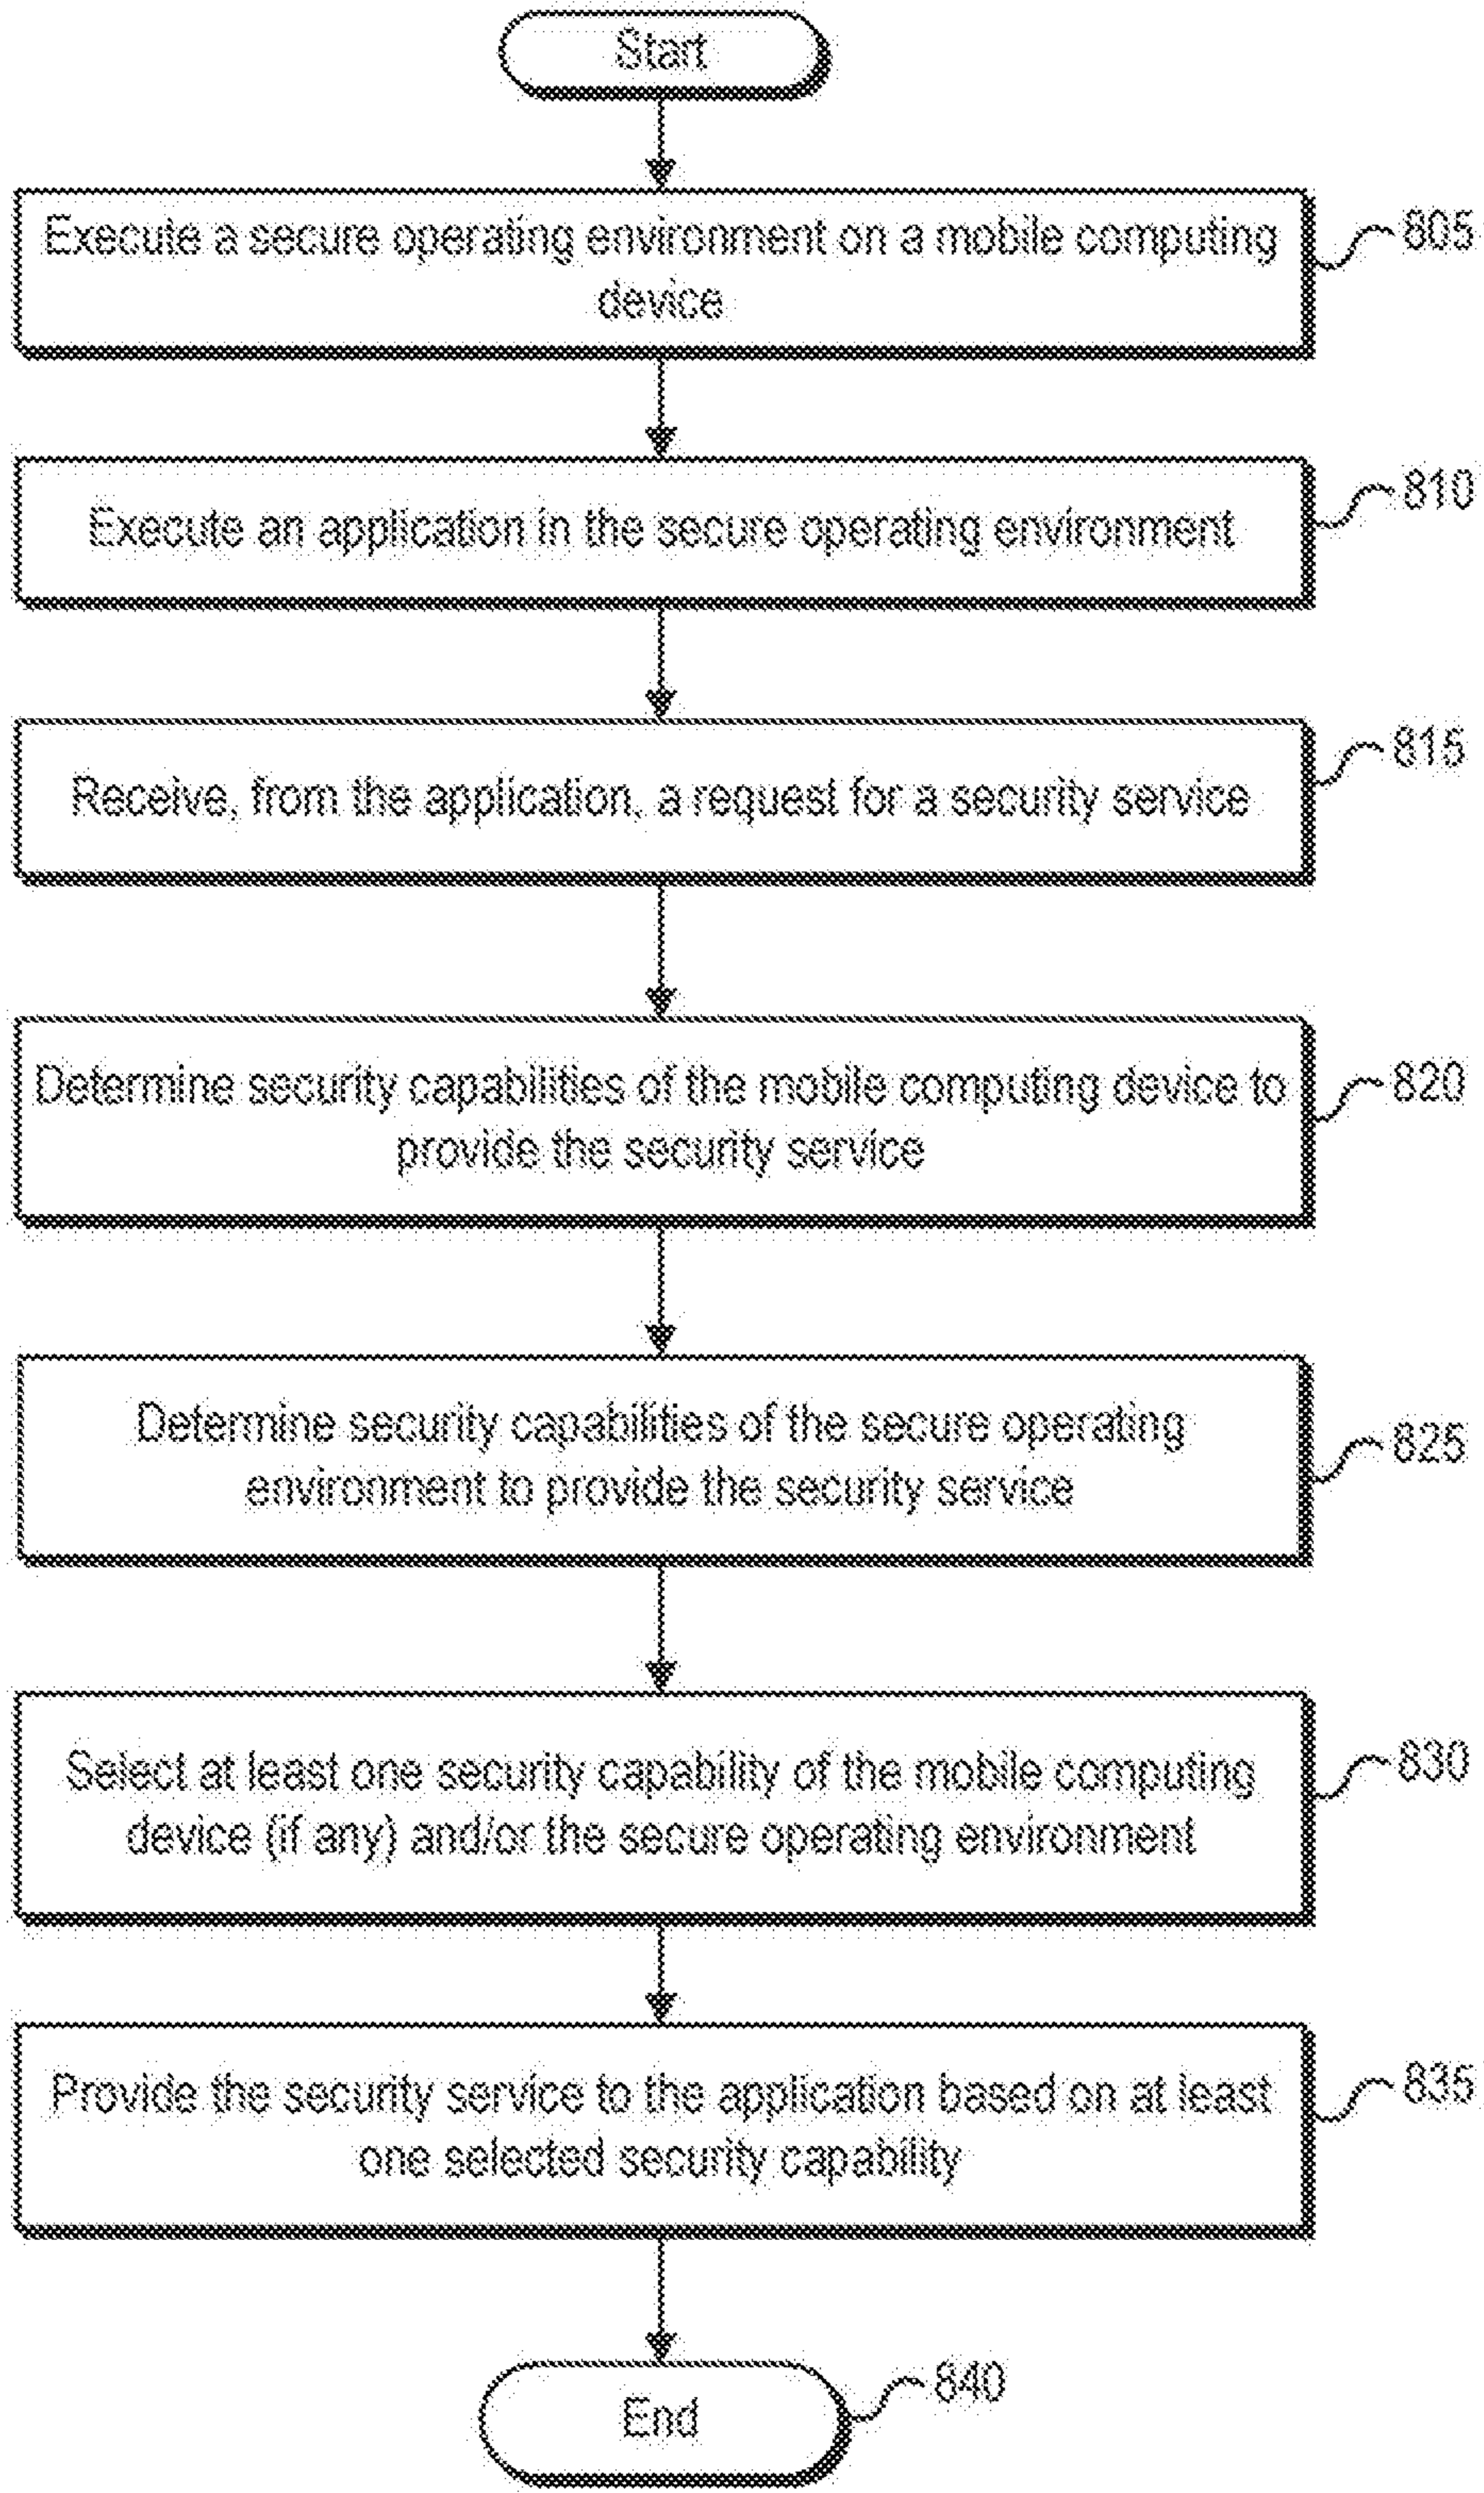 Start
Execute a secure operating environment on a mobile computing
device
805
Execute an application in the secure operating environment
810
Receive, from the application, a request for a security service
815
Determine security capabilities of the mobile computing device to
provide the security service
820
Determine security capabilities of the secure operating
environment to provide the security service
825
Select at least one security capability of the mobile computing
device (if any) and/or the secure operating environment
830
Provide the security service to the application based on at least
one selected security capability
835
End
840